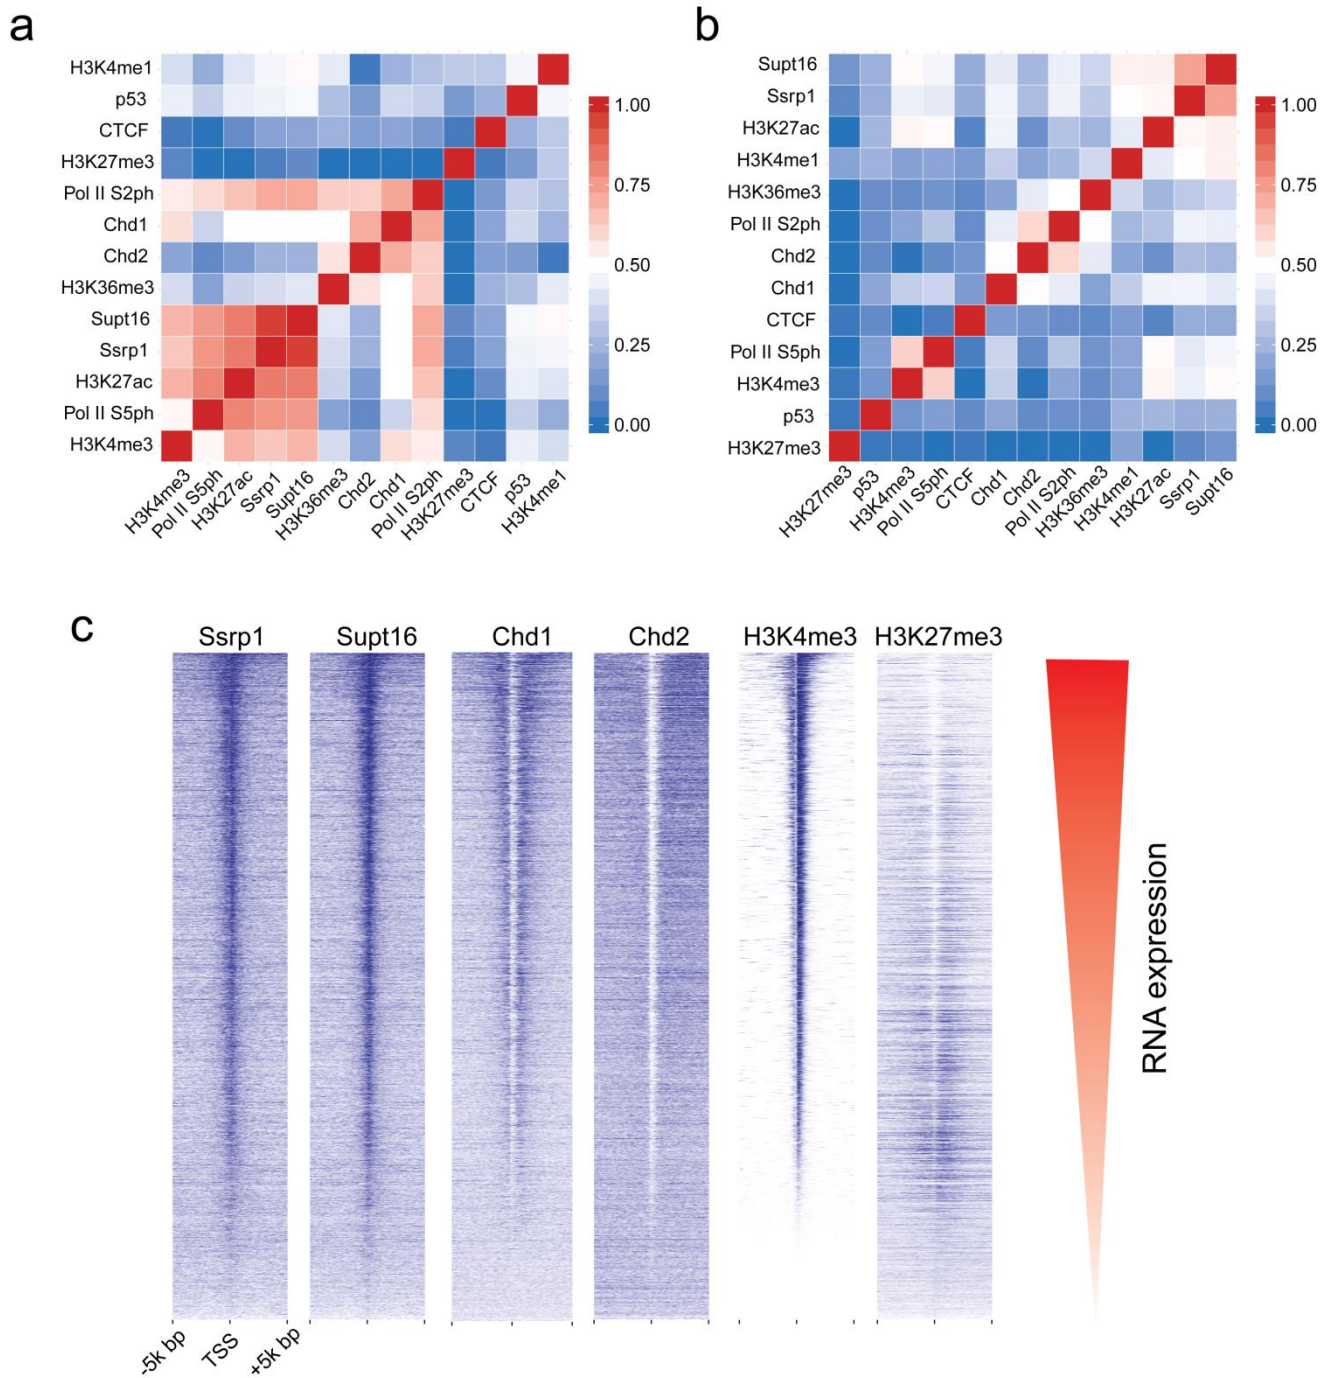 a
H3K4me1
p53
CTCF
H3K27me3
Pol II S2ph
Chd1
Chd2
H3K36me3
Supt16
Ssrp1
H3K27ac
Pol II S5ph
H3K4me3
H3K4me3
Pol II S5ph
H3K27ac
Ssrp1
Supt16
H3K36me3
Chd2
Chd1
Pol II S2ph
H3K27me3
CTCF
p53
H3K4me1
1.00
0.75
0.50
0.25
0.00
b
Supt16
Ssrp1
H3K27ac
H3K4me1
H3K36me3
Pol II S2ph
Chd2
Chd1
CTCF
Pol II S5ph
H3K4me3
p53
H3K27me3
H3K27me3
p53
H3K4me3
Pol II S5ph
CTCF
Chd1
Chd2
Pol II S2ph
H3K36me3
H3K4me1
H3K27ac
Ssrp1
Supt16
1.00
0.75
0.50
0.25
0.00
c
Ssrp1 Supt16 Chd1 Chd2 H3K4me3 H3K27me3
-5k bp
TSS
+5k bp
RNA expression